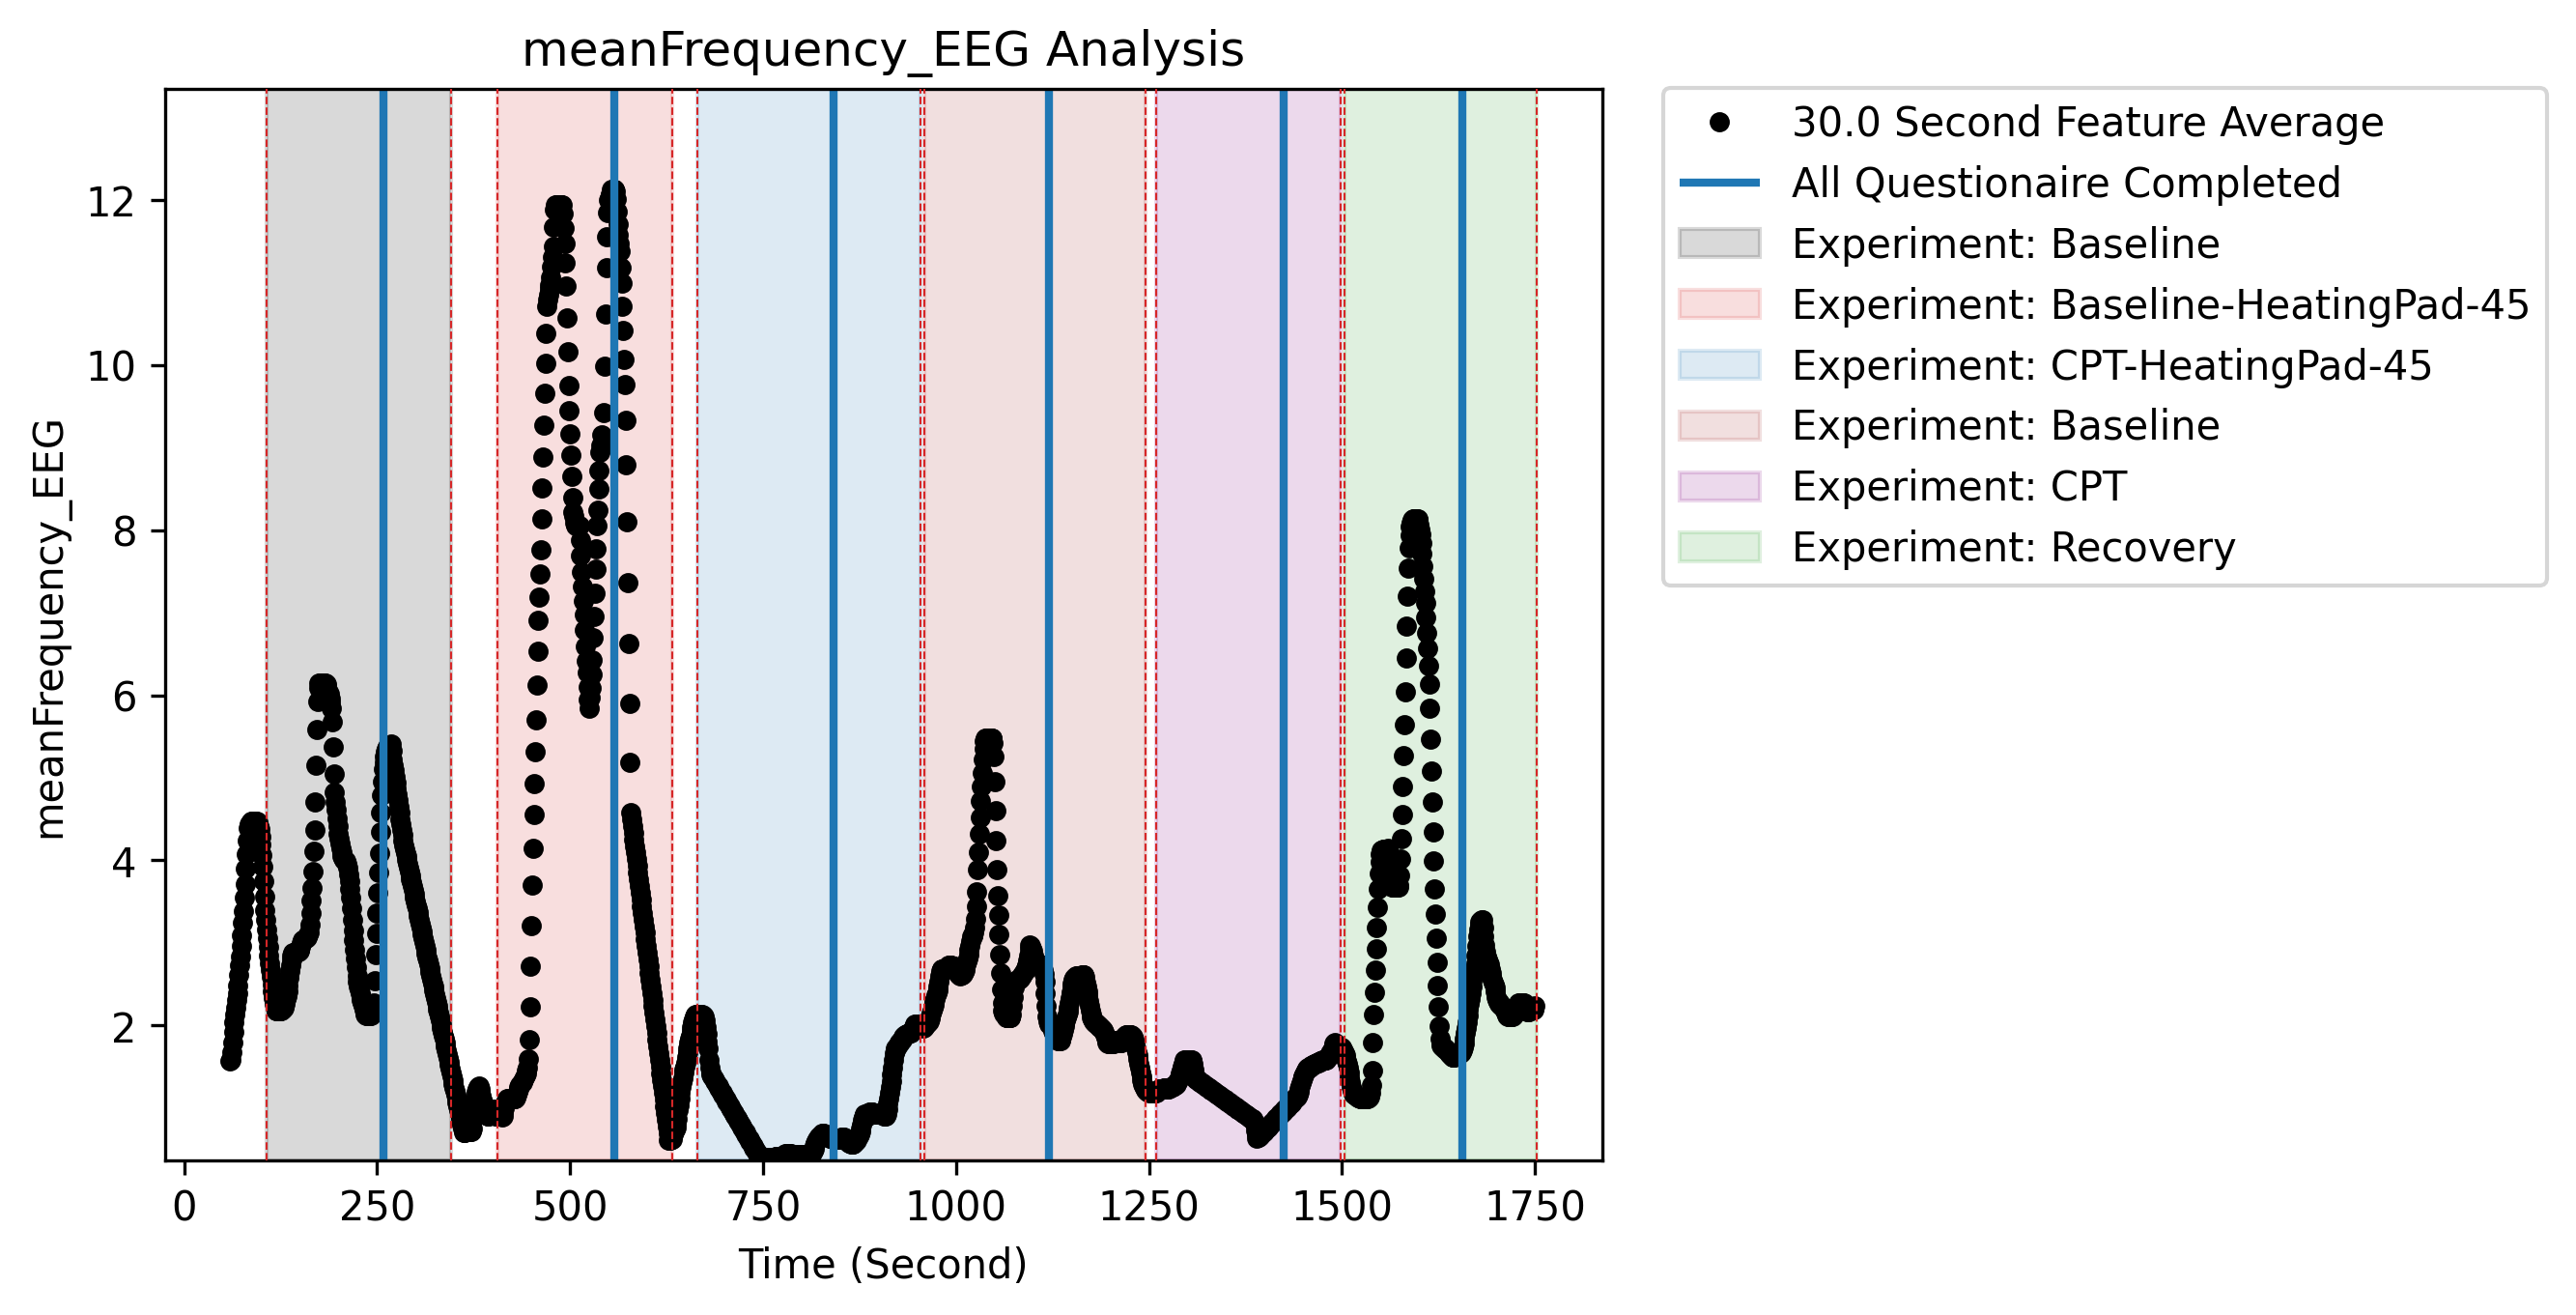 meanFrequency_EEG Analysis
meanFrequency_EEG
12
10
8
6
4
2
0 250 500 750 1000 1250 1500 1750
Time (Second)
30.0 Second Feature Average
All Questionaire Completed
Experiment: Baseline
Experiment: Baseline-HeatingPad-45
Experiment: CPT-HeatingPad-45
Experiment: Baseline
Experiment: CPT
Experiment: Recovery